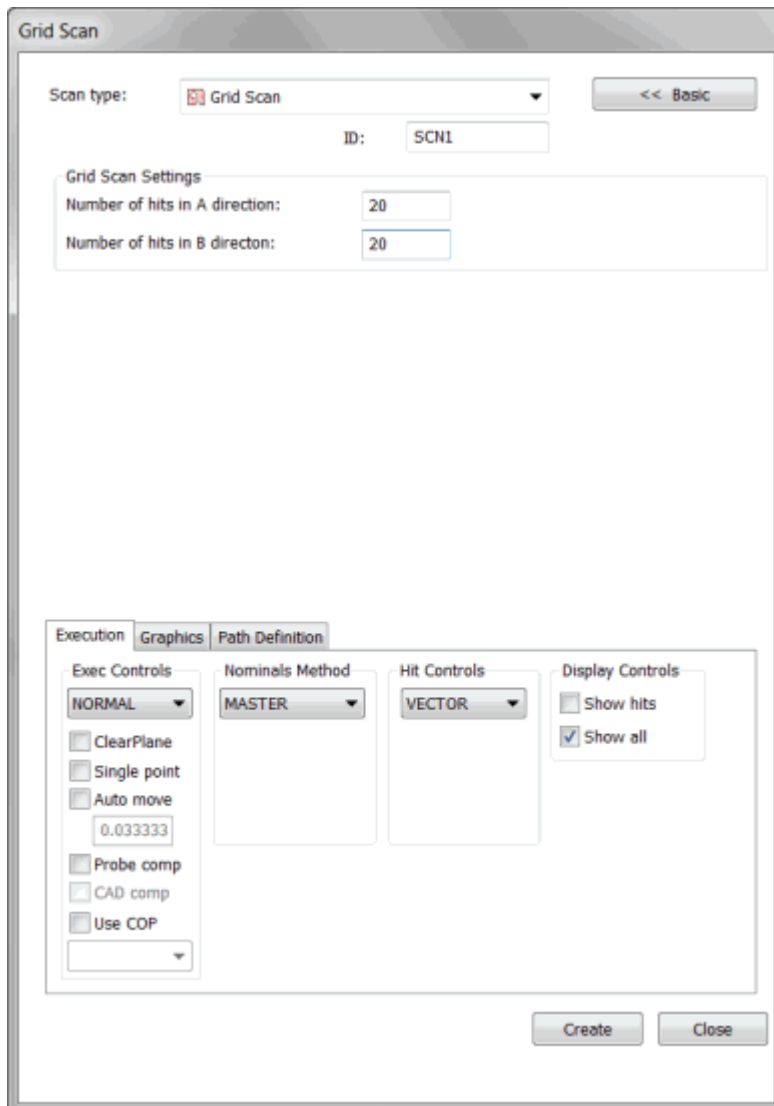 Grid Scan
Scan type: Grid Scan << Basic
ID: SCN1
Grid Scan Settings
Number of hits in A direction: 20
Number of hits in B directon: 20
Execution Graphics Path Definition
Exec Controls Nominals Method Hit Controls Display Controls
NORMAL MASTER VECTOR Show hits
ClearPlane Show all
Single point
Auto move
0.033333
Probe comp
CAD comp
Use COP
Create Close